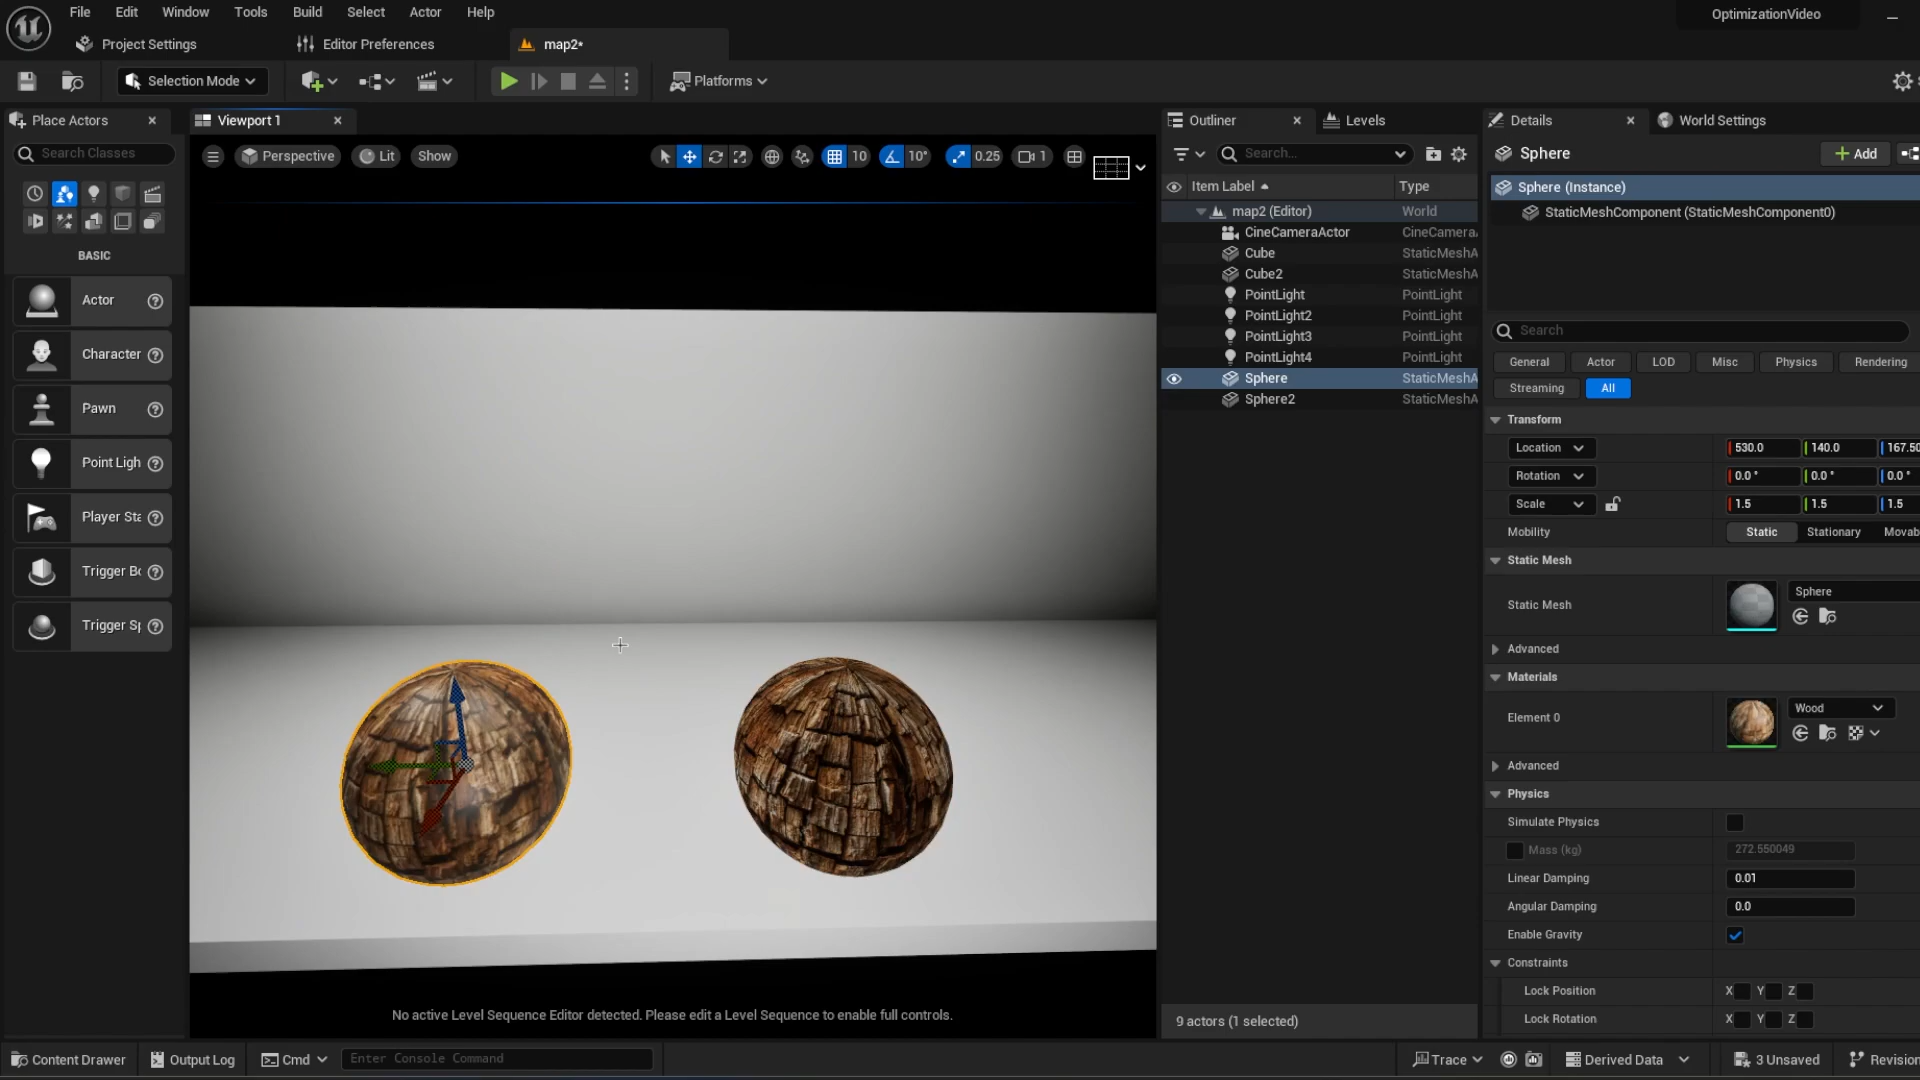 File Edit Window Tools Build Select Actor Help
OptimizationVideo
Project Settings
Editor Preferences
map2*
Selection Mode
Platforms
Place Actors
Search Classes
BASIC
Actor
Character
Pawn
Point Ligh
Player Sta
Trigger Bo
Trigger Sp
Viewport 1
Perspective Lit Show
10 10° 0.25 1
No active Level Sequence Editor detected. Please edit a Level Sequence to enable full controls.
Outliner
Levels
Search...
Item Label Type
map2 (Editor) World
CineCameraActor CineCamera
Cube StaticMeshA
Cube2 StaticMeshA
PointLight PointLight
PointLight2 PointLight
PointLight3 PointLight
PointLight4 PointLight
Sphere StaticMeshA
Sphere2 StaticMeshA
9 actors (1 selected)
Details
World Settings
Sphere
Add
Sphere (Instance)
StaticMeshComponent (StaticMeshComponent0)
Search
General Actor LOD Misc Physics Rendering
Streaming All
Transform
Location 530.0 140.0 167.50
Rotation 0.0° 0.0° 0.0°
Scale 1.5 1.5 1.5
Mobility Static Stationary Movab
Static Mesh
Static Mesh Sphere
Advanced
Materials
Element 0 Wood
Advanced
Physics
Simulate Physics
Mass (kg) 272.550049
Linear Damping 0.01
Angular Damping 0.0
Enable Gravity
Constraints
Lock Position X Y Z
Lock Rotation X Y Z
Content Drawer
Output Log
Cmd
Enter Console Command
Trace
Derived Data
3 Unsaved
Revision